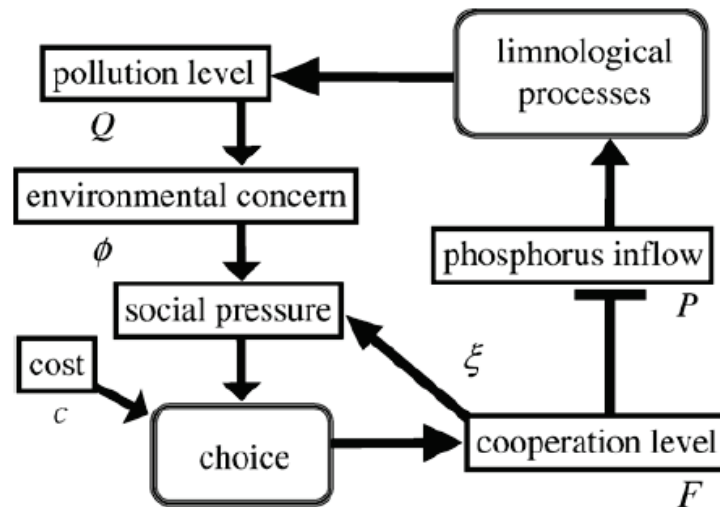 limnological
processes
pollution level
Q
environmental concern
ϕ
phosphorus inflow
P
social pressure
ξ
cost
c
choice
cooperation level
F